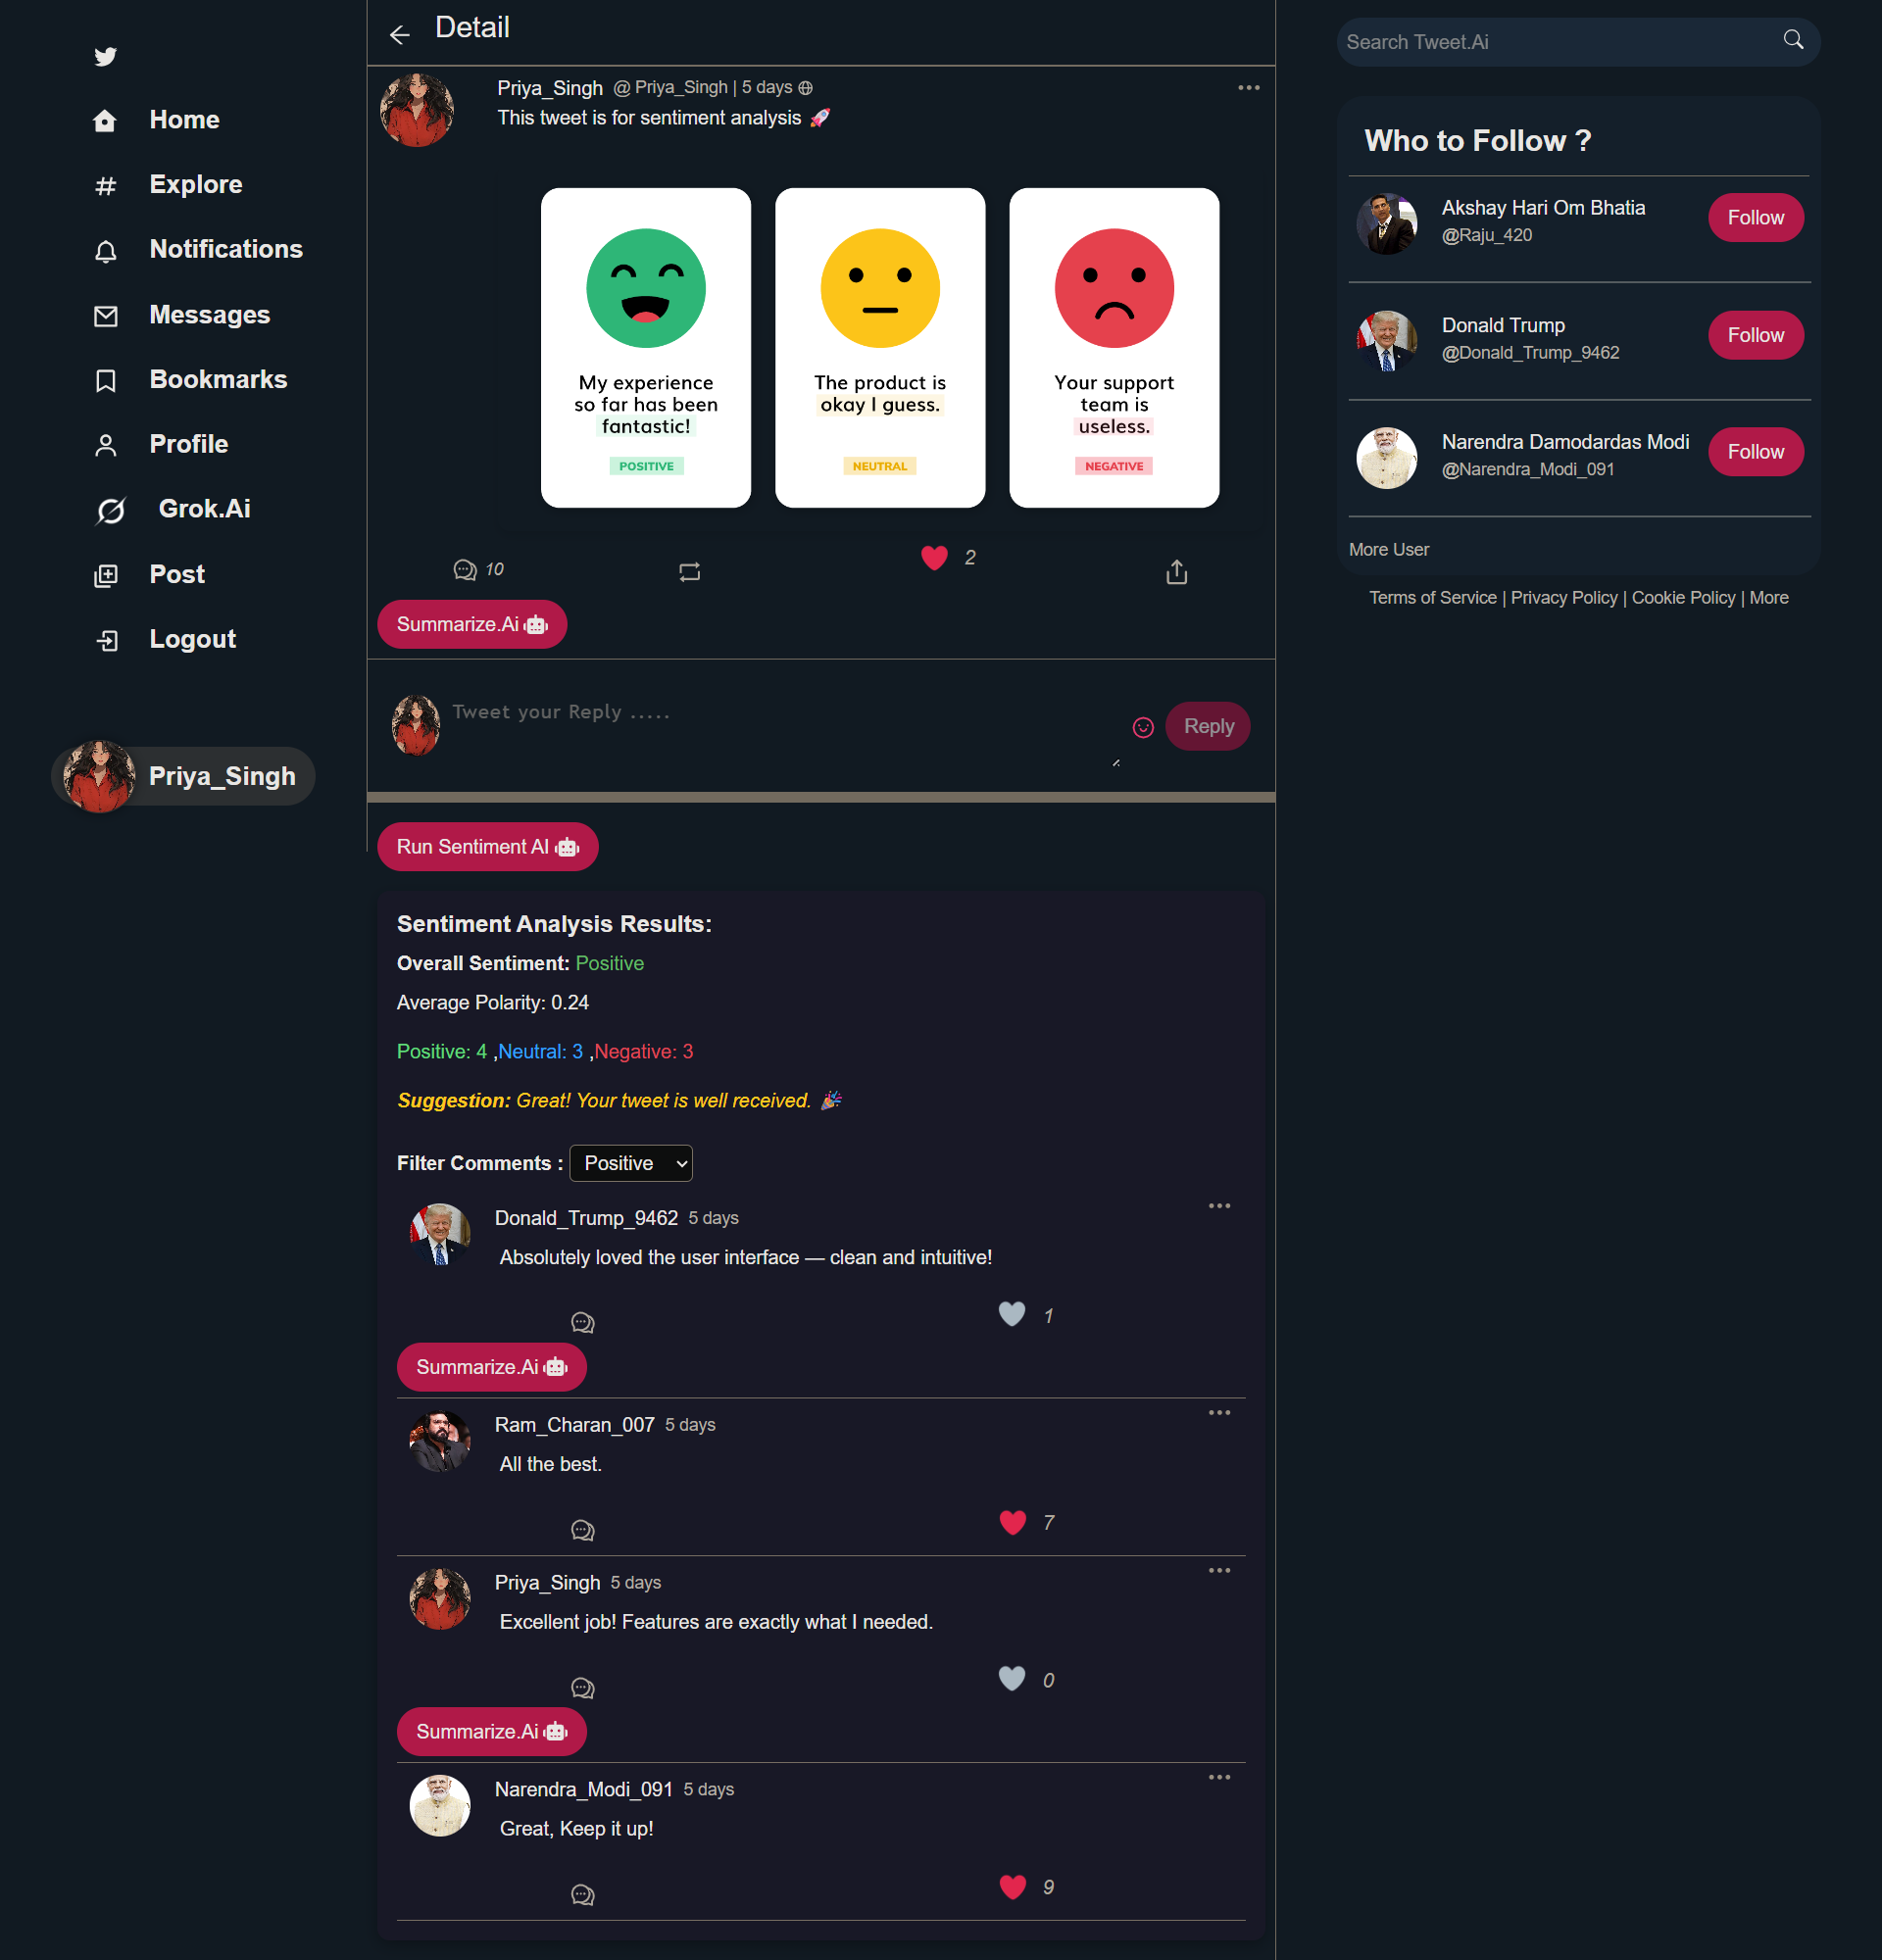 Home
Explore
Notifications
Messages
Bookmarks
Profile
Grok.Ai
Post
Logout
Priya_Singh
Detail
Priya_Singh @ Priya_Singh | 5 days
This tweet is for sentiment analysis 🚀
My experience
so far has been
fantastic!
POSITIVE
The product is
okay I guess.
NEUTRAL
Your support
team is
useless.
NEGATIVE
10
2
Summarize.Ai
Tweet your Reply .....
Reply
Run Sentiment AI
Sentiment Analysis Results:
Overall Sentiment: Positive
Average Polarity: 0.24
Positive: 4 ,Neutral: 3 ,Negative: 3
Suggestion: Great! Your tweet is well received. 🎉
Filter Comments : Positive
Donald_Trump_9462 5 days
Absolutely loved the user interface — clean and intuitive!
1
Summarize.Ai
Ram_Charan_007 5 days
All the best.
7
Priya_Singh 5 days
Excellent job! Features are exactly what I needed.
0
Summarize.Ai
Narendra_Modi_091 5 days
Great, Keep it up!
9
Search Tweet.Ai
Who to Follow ?
Akshay Hari Om Bhatia
@Raju_420
Follow
Donald Trump
@Donald_Trump_9462
Follow
Narendra Damodardas Modi
@Narendra_Modi_091
Follow
More User
Terms of Service | Privacy Policy | Cookie Policy | More